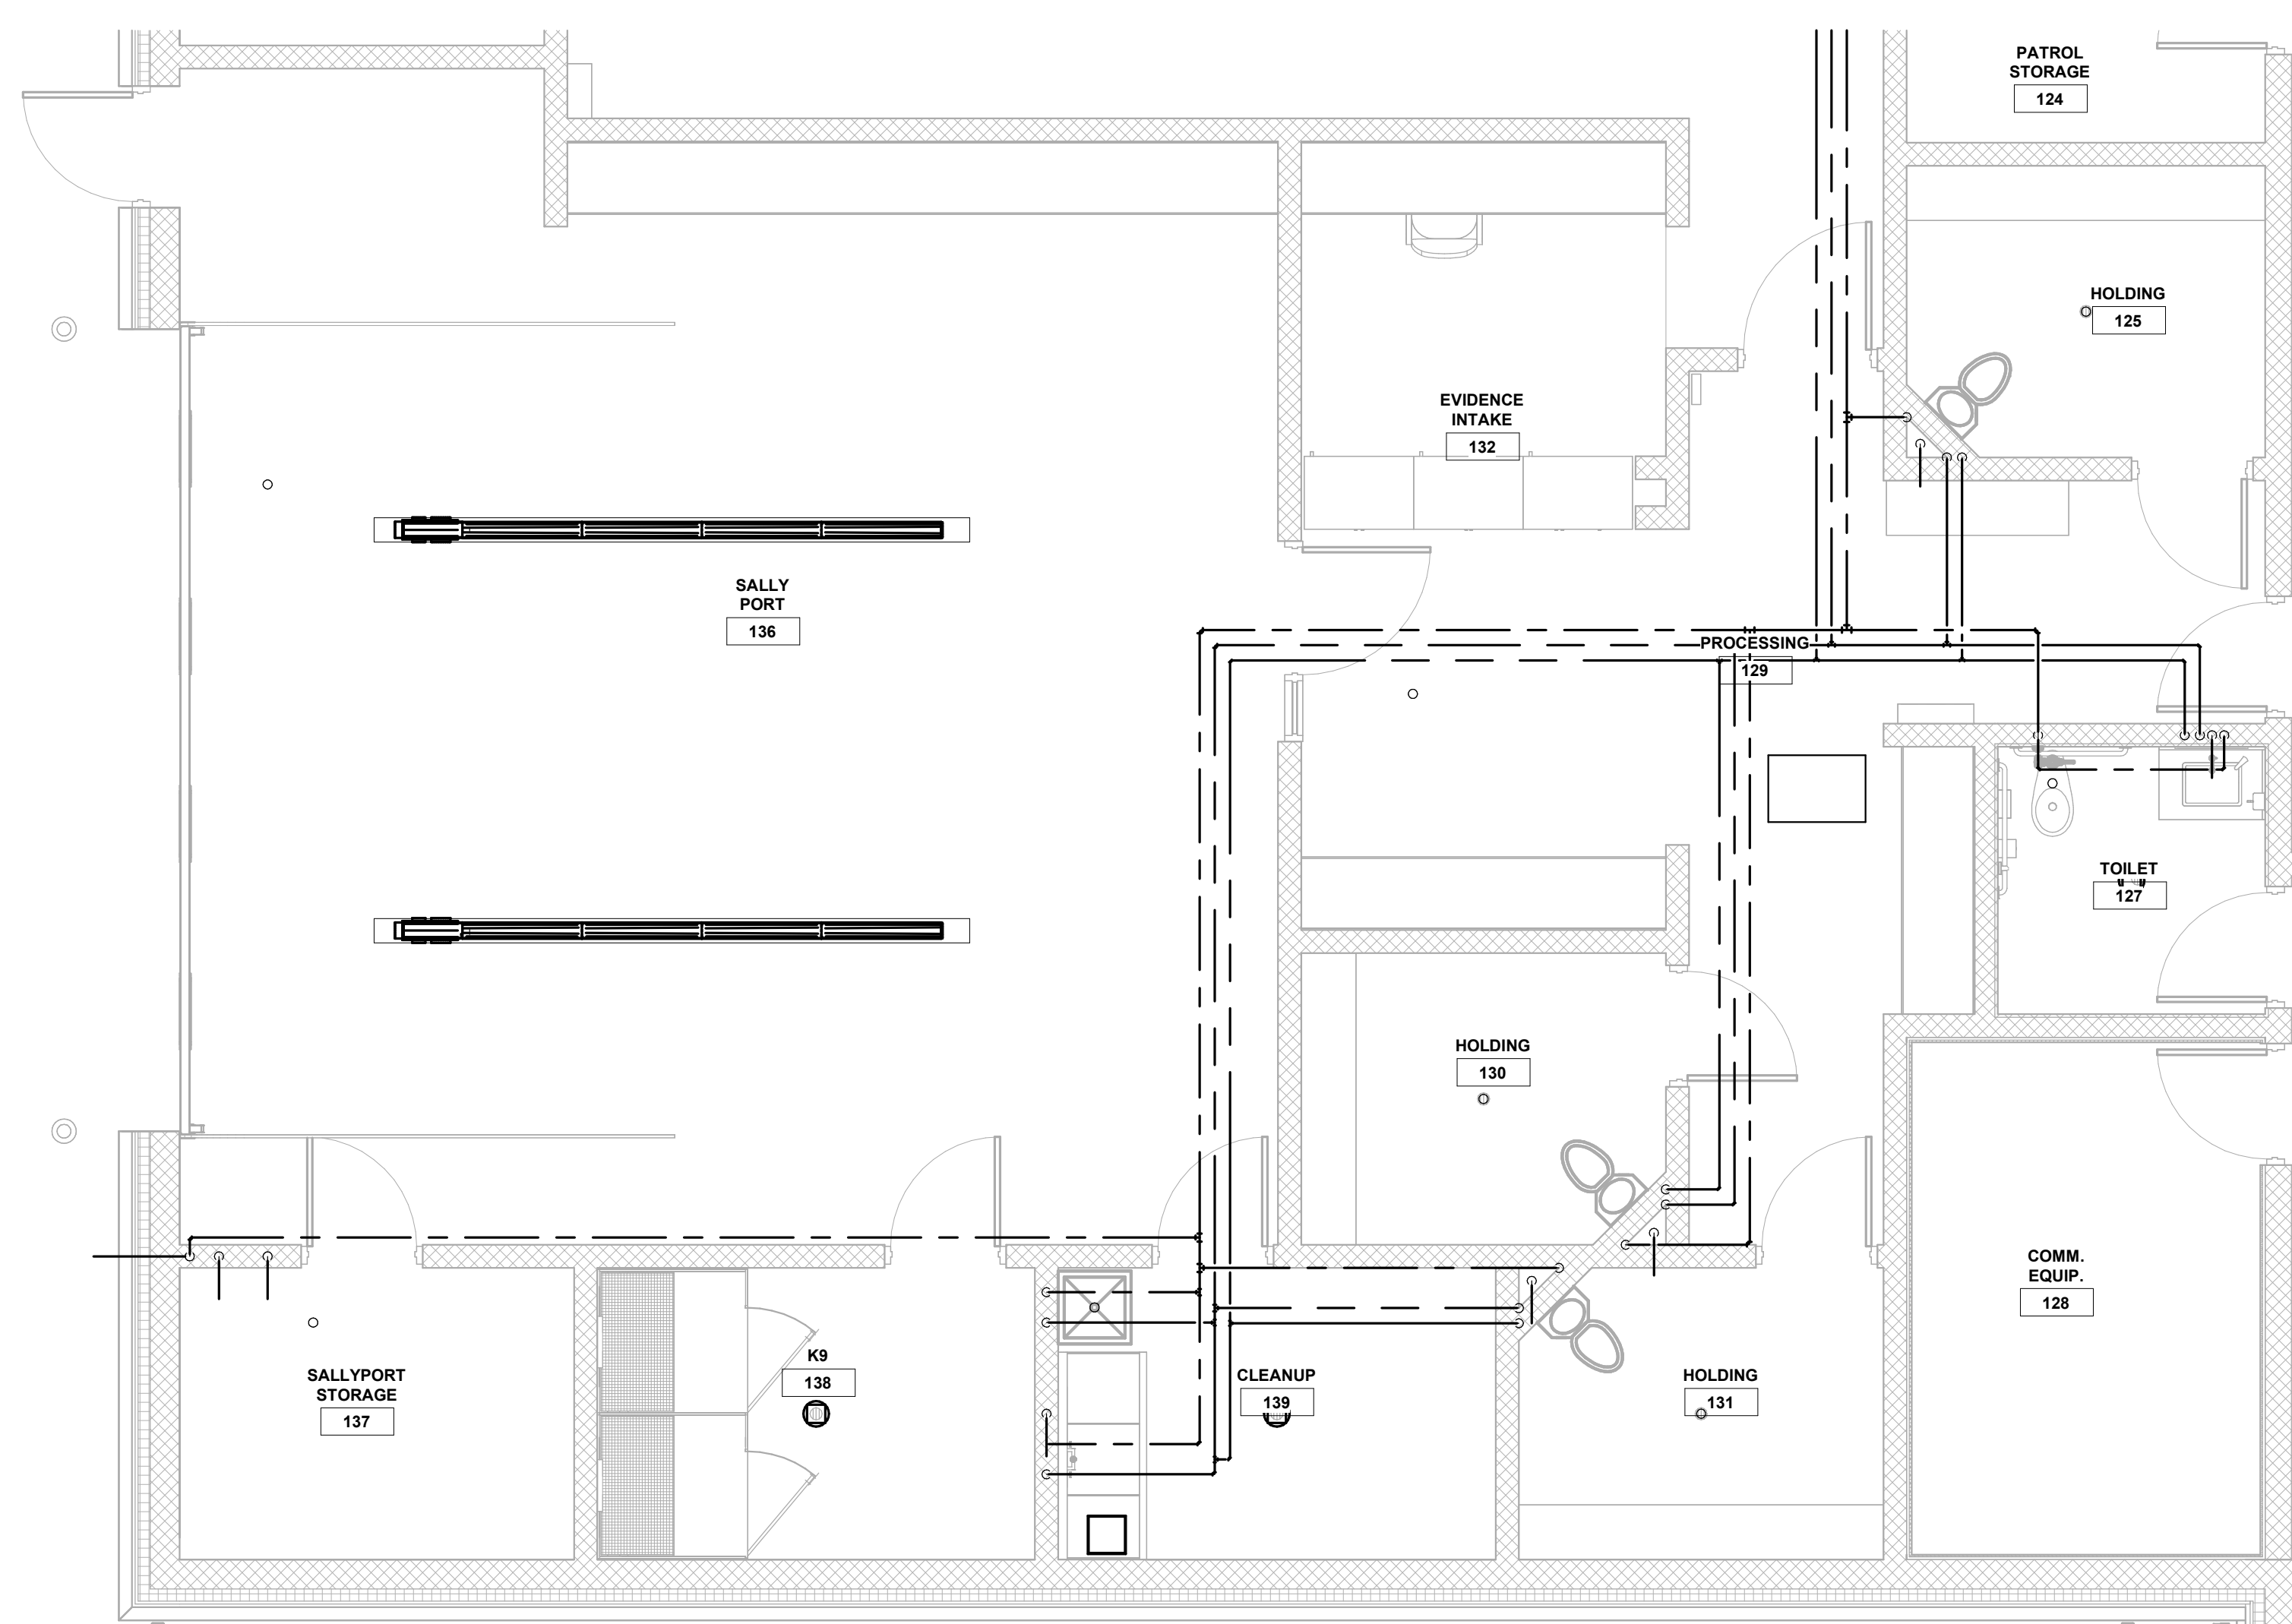 PATROL
STORAGE
124
HOLDING
125
EVIDENCE
INTAKE
132
SALLY
PORT
136
PROCESSING
129
TOILET
127
HOLDING
130
COMM.
EQUIP.
128
SALLYPORT
STORAGE
137
K9
138
CLEANUP
139
HOLDING
131